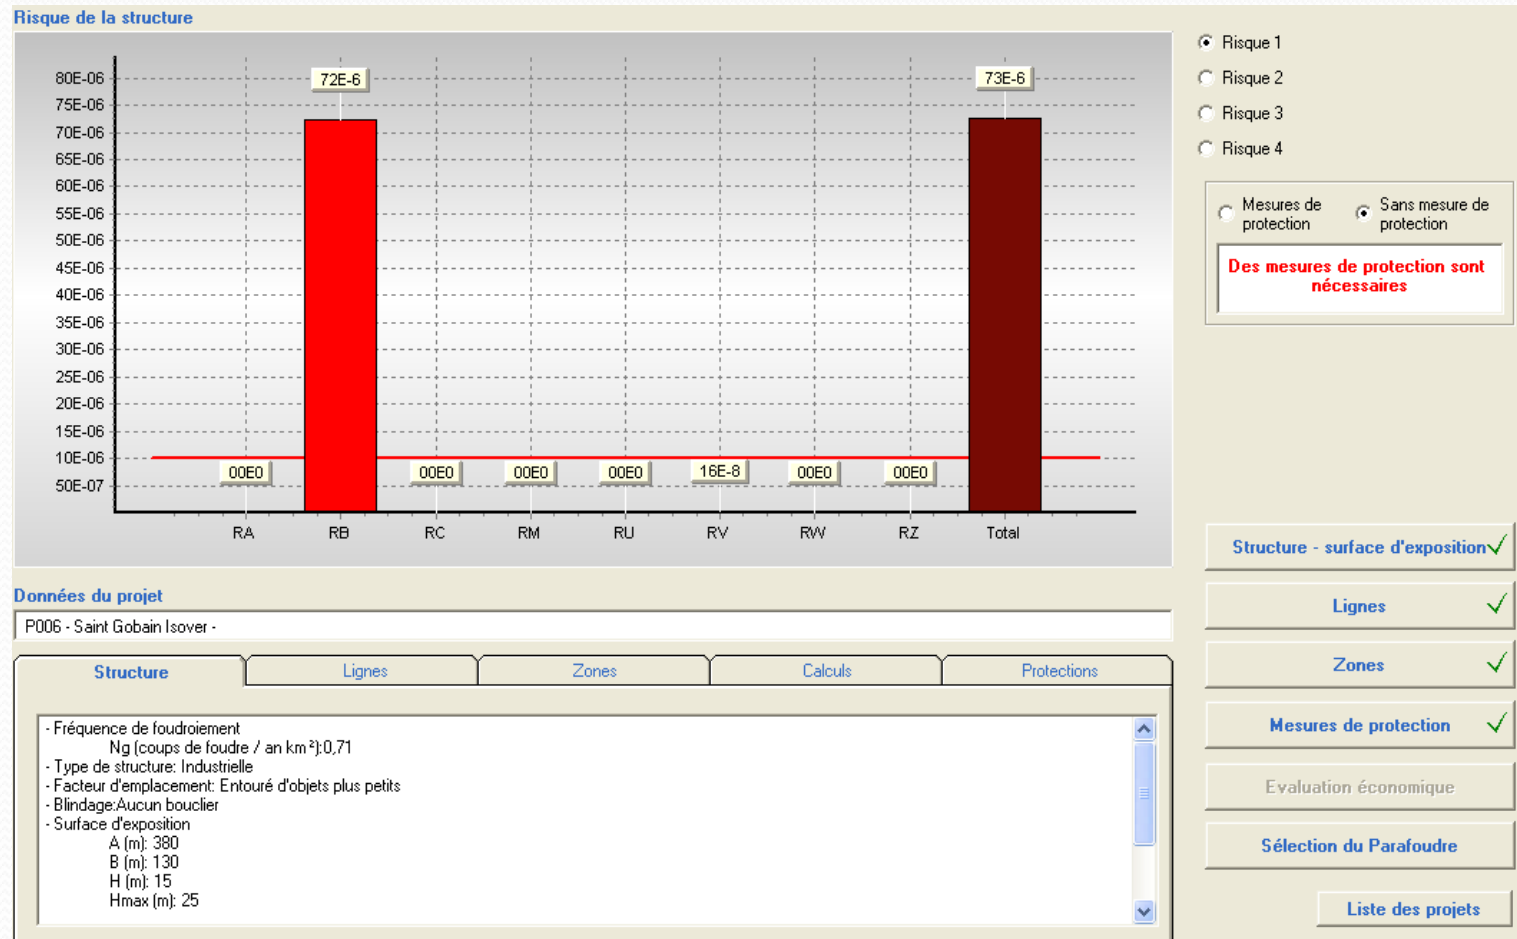 Risque de la structure
80E-06
75E-06
70E-06
65E-06
60E-06
55E-06
50E-06
45E-06
40E-06
35E-06
30E-06
25E-06
20E-06
15E-06
10E-06
50E-07
72E-6
73E-6
00E0
00E0
00E0
00E0
16E-8
00E0
00E0
RA
RB
RC
RM
RU
RV
RW
RZ
Total
Risque 1
Risque 2
Risque 3
Risque 4
Mesures de
protection
Sans mesure de
protection
Des mesures de protection sont
nécessaires
Structure - surface d'exposition
Lignes
Zones
Mesures de protection
Evaluation économique
Sélection du Parafoudre
Liste des projets
Données du projet
P006 - Saint Gobain Isover -
Structure
Lignes
Zones
Calculs
Protections
- Fréquence de foudroiement
Ng (coups de foudre / an km²):0,71
- Type de structure: Industrielle
- Facteur d'emplacement: Entouré d'objets plus petits
- Blindage:Aucun bouclier
- Surface d'exposition
A (m): 380
B (m): 130
H (m): 15
Hmax (m): 25